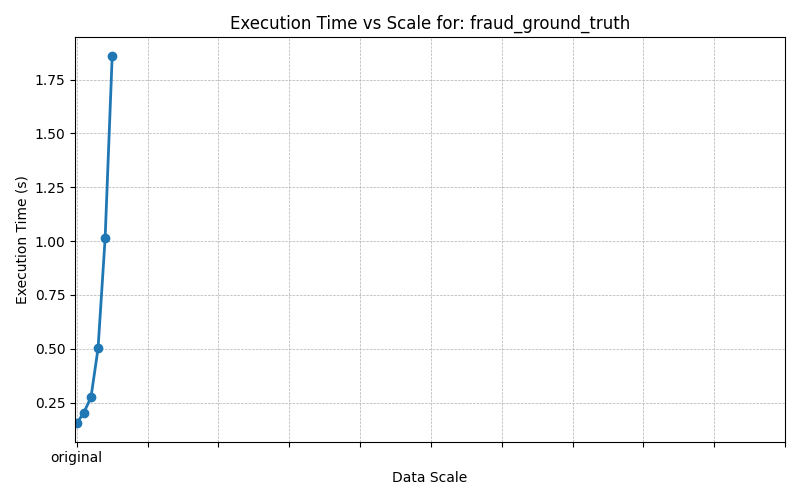 Execution Time vs Scale for: fraud_ground_truth
1.75
1.50
1.25
1.00
0.75
0.50
0.25
Execution Time (s)
original
Data Scale